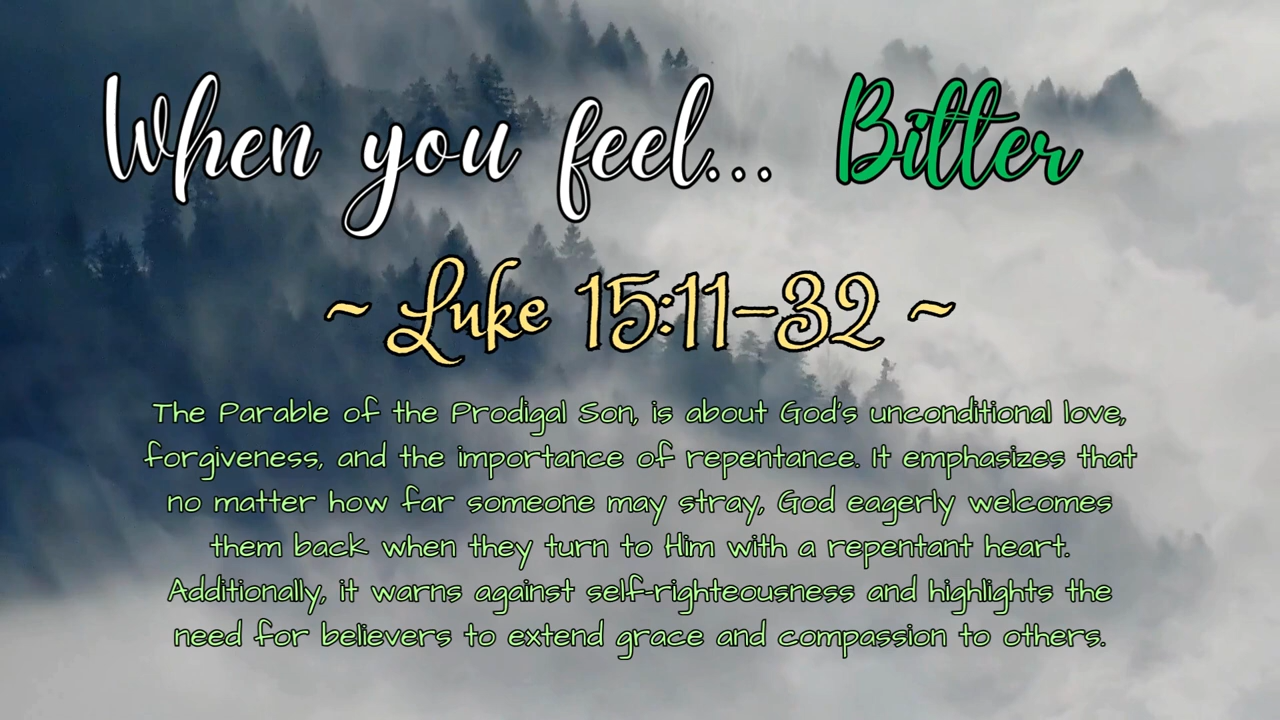 When you feel... Bitter
~ Luke 15:11-32 ~
The Parable of the Prodigal Son, is about God's unconditional love,
forgiveness, and the importance of repentance. It emphasizes that
no matter how far someone may stray, God eagerly welcomes
them back when they turn to Him with a repentant heart.
Additionally, it warns against self-righteousness and highlights the
need for believers to extend grace and compassion to others.